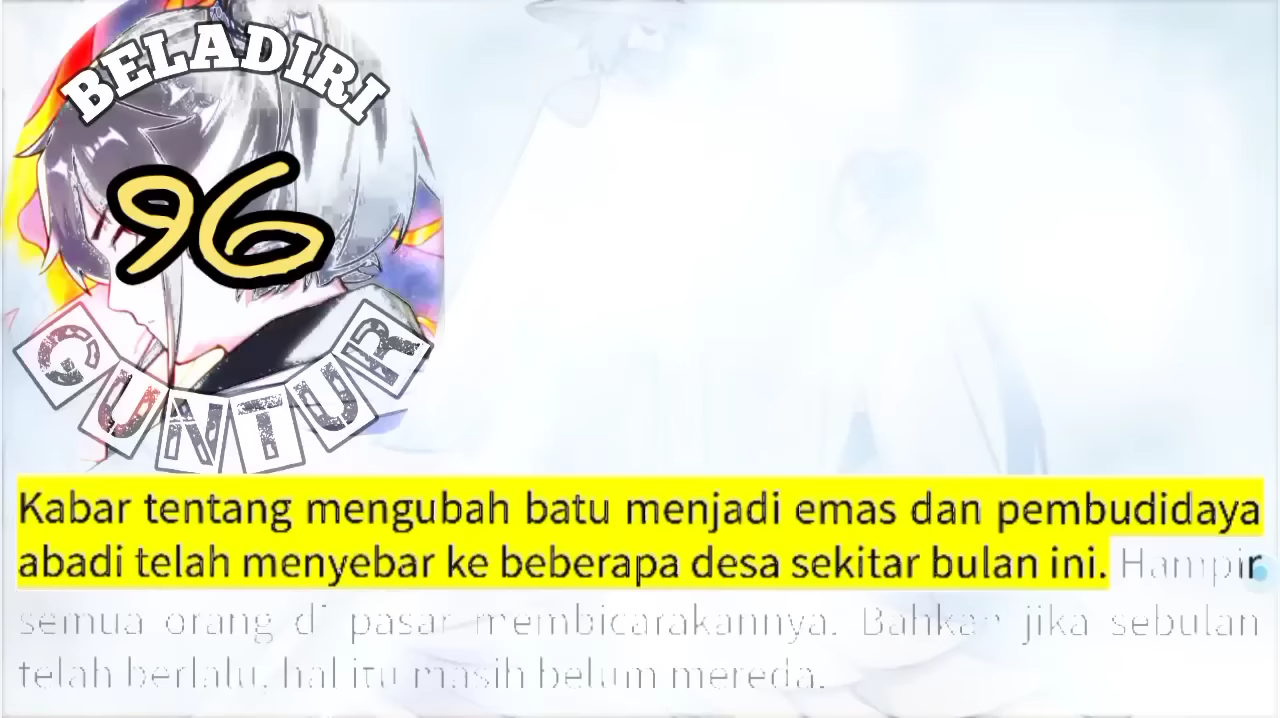 BELADIRI
96
GUNTUR
Kabar tentang mengubah batu menjadi emas dan pembudidaya
abadi telah menyebar ke beberapa desa sekitar bulan ini. Hampir
semua orang di pasar membicarakannya. Bahkan jika sebulan
telah berlalu, hal itu masih belum mereda.